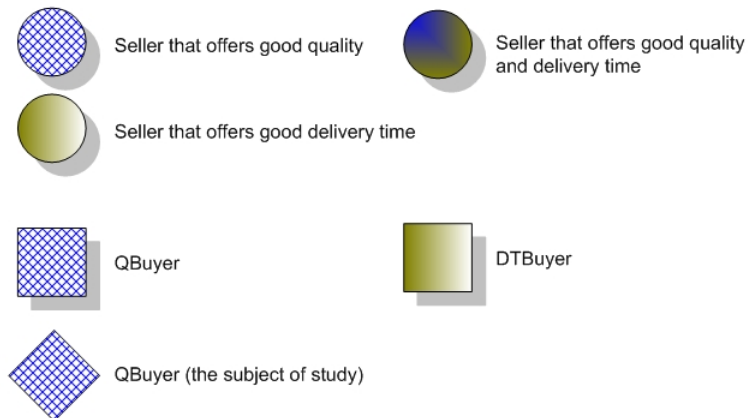 Seller that offers good quality
Seller that offers good quality
and delivery time
Seller that offers good delivery time
QBuyer
DTBuyer
QBuyer (the subject of study)